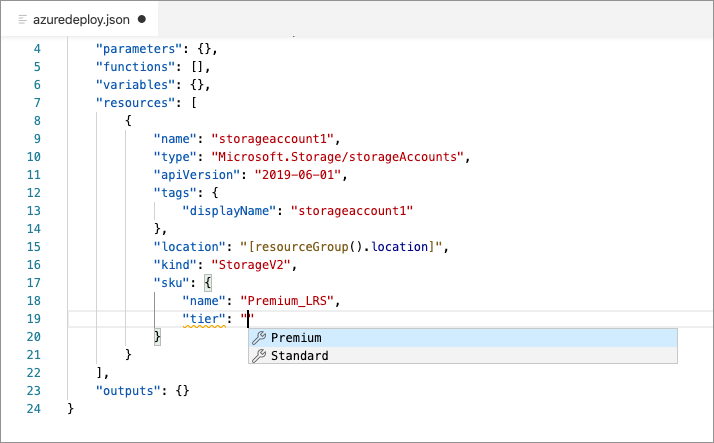 azuredeploy.json
4 "parameters": {},
5 "functions": [],
6 "variables": {},
7 "resources": [
8 {
9 "name": "storageaccount1",
10 "type": "Microsoft.Storage/storageAccounts",
11 "apiVersion": "2019-06-01",
12 "tags": {
13 "displayName": "storageaccount1"
14 },
15 "location": "[resourceGroup().location]",
16 "kind": "StorageV2",
17 "sku": {
18 "name": "Premium_LRS",
19 "tier": ""
20 }
Premium
21 }
Standard
22 ],
23 "outputs": {}
24 }